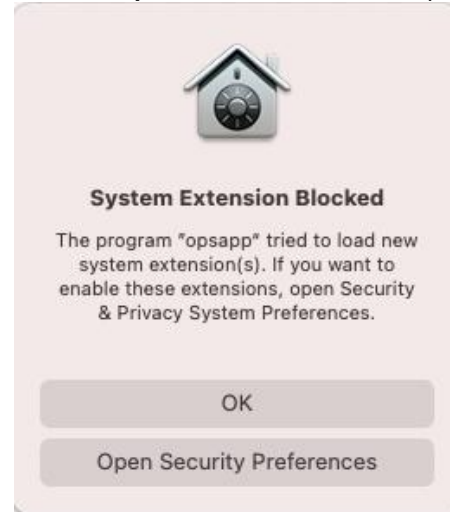 System Extension Blocked
The program "opsapp" tried to load new
system extension(s). If you want to
enable these extensions, open Security
& Privacy System Preferences.
OK
Open Security Preferences